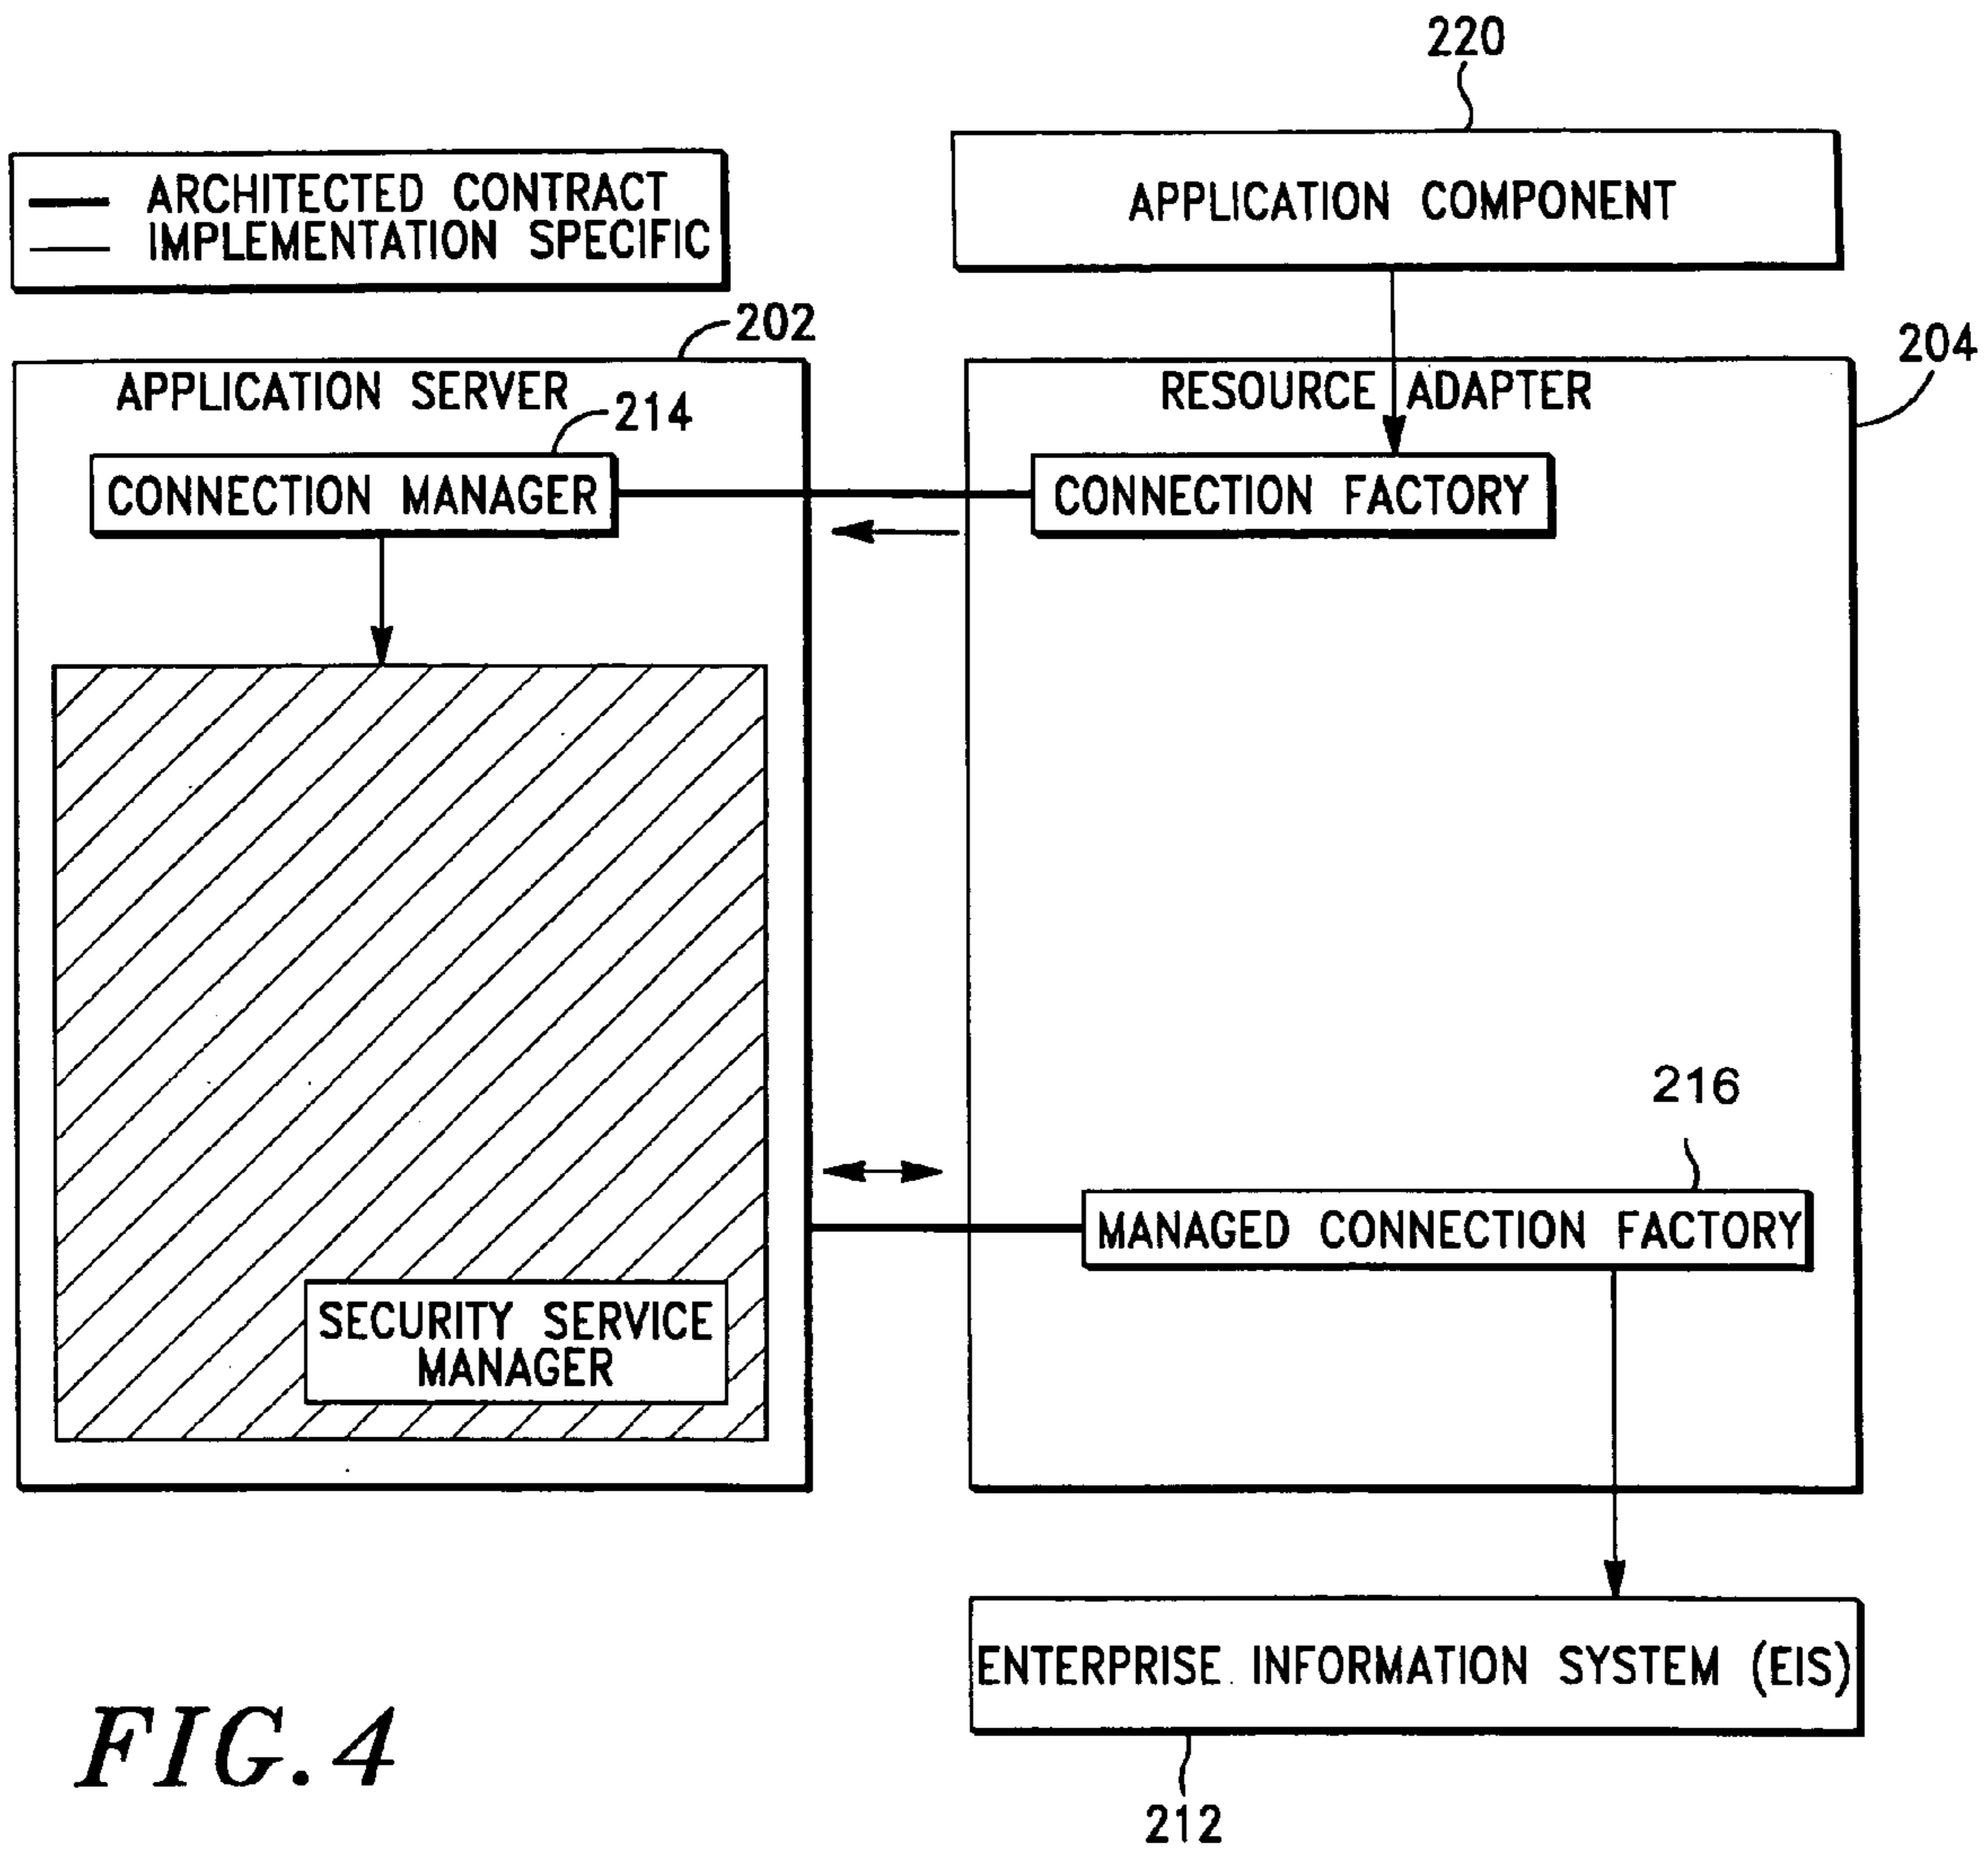 220
ARCHITECTED CONTRACT
IMPLEMENTATION SPECIFIC
APPLICATION COMPONENT
202
204
APPLICATION SERVER
RESOURCE ADAPTER
214
CONNECTION MANAGER
CONNECTION FACTORY
216
MANAGED CONNECTION FACTORY
SECURITY SERVICE
MANAGER
ENTERPRISE INFORMATION SYSTEM (EIS)
FIG. 4
212